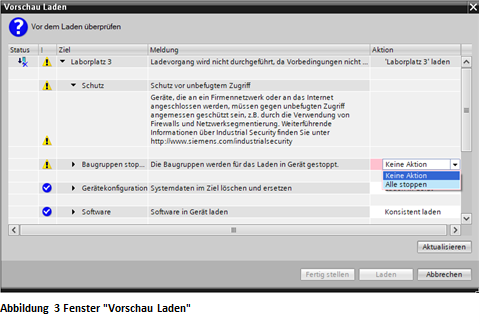 Vorschau Laden
Vor dem Laden überprüfen
Status ! Ziel Meldung Aktion
Laborplatz 3 Ladevorgang wird nicht durchgeführt, da Vorbedingungen nicht ... 'Laborplatz 3' laden
Schutz Schutz vor unbefugtem Zugriff
Geräte, die an ein Firmennetzwerk oder an das Internet
angeschlossen werden, müssen gegen unbefugten Zugriff
angemessen geschützt sein, z.B. durch die Verwendung von
Firewalls und Netzwerksegmentierung. Weiterführende
Informationen über Industrial Security finden Sie unter
http://www.siemens.com/industrialsecurity
Baugruppen stop... Die Baugruppen werden für das Laden in Gerät gestoppt. Keine Aktion
Keine Aktion
Alle stoppen
Gerätekonfiguration Systemdaten im Ziel löschen und ersetzen
Software Software in Gerät laden Konsistent laden
Aktualisieren
Fertig stellen Laden Abbrechen
Abbildung 3 Fenster "Vorschau Laden"